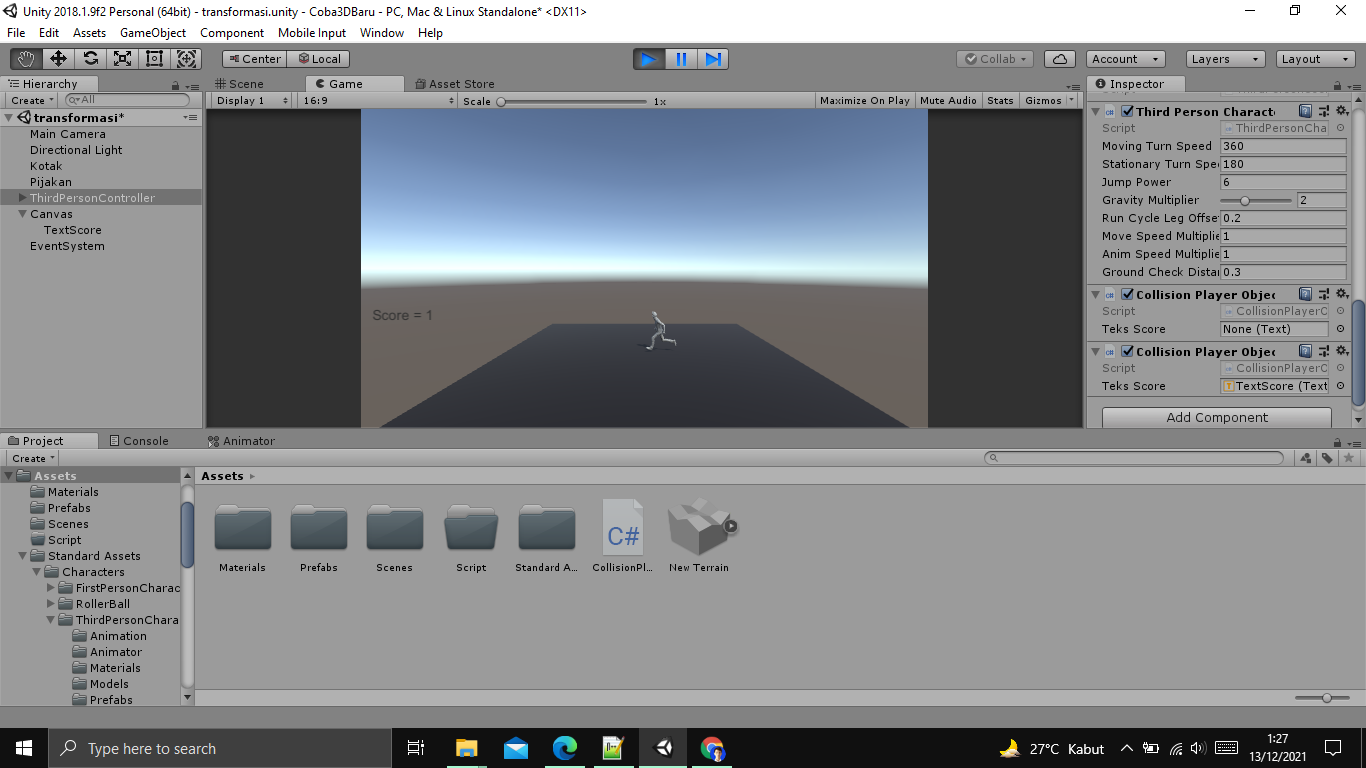 Unity 2018.1.9f2 Personal (64bit) - transformasi.unity - Coba3DBaru - PC, Mac & Linux Standalone* <DX11>
File Edit Assets GameObject Component Mobile Input Window Help
Center Local Collab Account Layers Layout
Hierarchy
Create All
transformasi*
Main Camera
Directional Light
Kotak
Pijakan
ThirdPersonController
Canvas
TextScore
EventSystem
Scene Game Asset Store
Display 1 16:9 Scale 1x Maximize On Play Mute Audio Stats Gizmos
Score = 1
Inspector
Third Person Characte
Script ThirdPersonCha
Moving Turn Speed 360
Stationary Turn Spee 180
Jump Power 6
Gravity Multiplier 2
Run Cycle Leg Offset 0.2
Move Speed Multiplie 1
Anim Speed Multiplie 1
Ground Check Distan 0.3
Collision Player Objec
Script CollisionPlayerO
Teks Score None (Text)
Collision Player Objec
Script CollisionPlayerO
Teks Score TextScore (Text
Add Component
Project Console Animator
Create
Assets
Materials
Prefabs
Scenes
Script
Standard Assets
Characters
FirstPersonCharac
RollerBall
ThirdPersonChara
Animation
Animator
Materials
Models
Prefabs
Assets
C#
Materials Prefabs Scenes Script Standard A... CollisionPl... New Terrain
Type here to search
27°C Kabut
1:27
13/12/2021